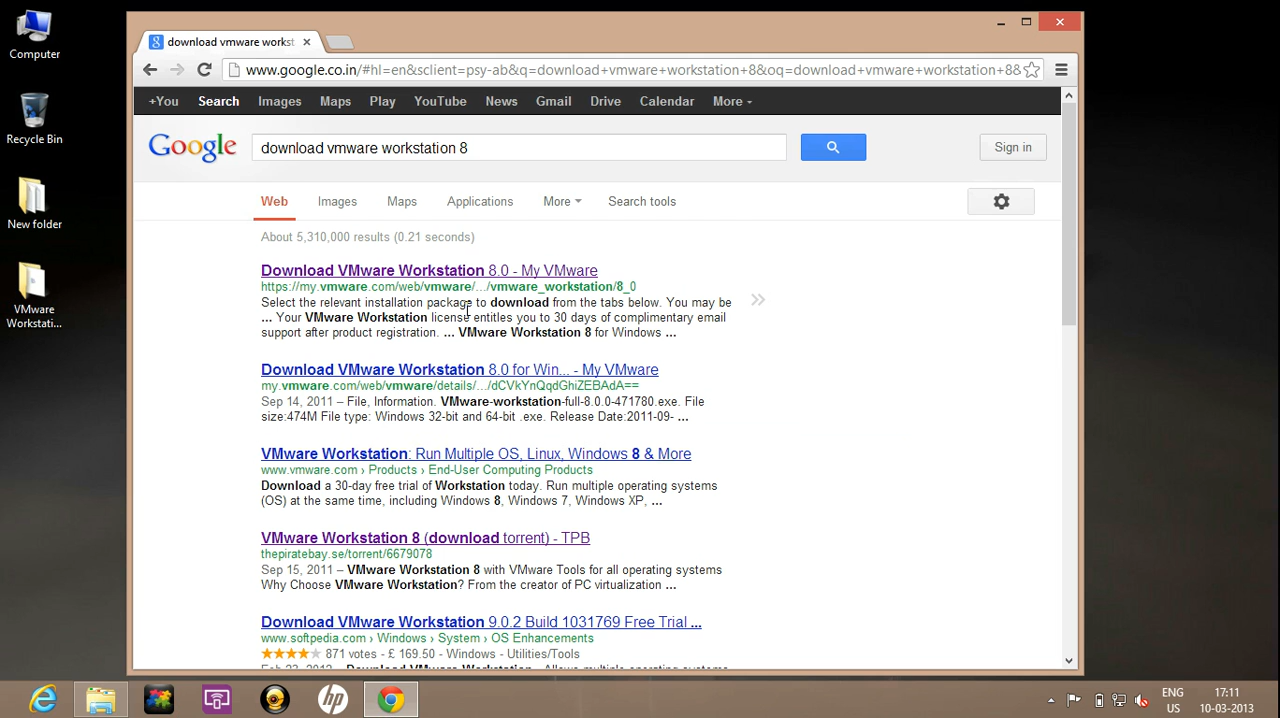 Computer
Recycle Bin
New folder
VMware
Workstati...
download vmware workst
www.google.co.in/#hl=en&sclient=psy-ab&q=download+vmware+workstation+8&oq=download+vmware+workstation+8&
+You Search Images Maps Play YouTube News Gmail Drive Calendar More
Google
download vmware workstation 8
Sign in
Web Images Maps Applications More Search tools
About 5,310,000 results (0.21 seconds)
Download VMware Workstation 8.0 - My VMware
https://my.vmware.com/web/vmware/.../vmware_workstation/8_0
Select the relevant installation package to download from the tabs below. You may be
... Your VMware Workstation license entitles you to 30 days of complimentary email
support after product registration. ... VMware Workstation 8 for Windows ...
Download VMware Workstation 8.0 for Win... - My VMware
my.vmware.com/web/vmware/details/.../dCVkYnQqdGhiZEBAdA==
Sep 14, 2011 – File, Information. VMware-workstation-full-8.0.0-471780.exe. File
size:474M File type: Windows 32-bit and 64-bit .exe. Release Date:2011-09- ...
VMware Workstation: Run Multiple OS, Linux, Windows 8 & More
www.vmware.com › Products › End-User Computing Products
Download a 30-day free trial of Workstation today. Run multiple operating systems
(OS) at the same time, including Windows 8, Windows 7, Windows XP, ...
VMware Workstation 8 (download torrent) - TPB
thepiratebay.se/torrent/6679078
Sep 15, 2011 – VMware Workstation 8 with VMware Tools for all operating systems
Why Choose VMware Workstation? From the creator of PC virtualization ...
Download VMware Workstation 9.0.2 Build 1031769 Free Trial ...
www.softpedia.com › Windows › System › OS Enhancements
871 votes - £ 169.50 - Windows - Utilities/Tools
hp
ENG
US
17:11
10-03-2013